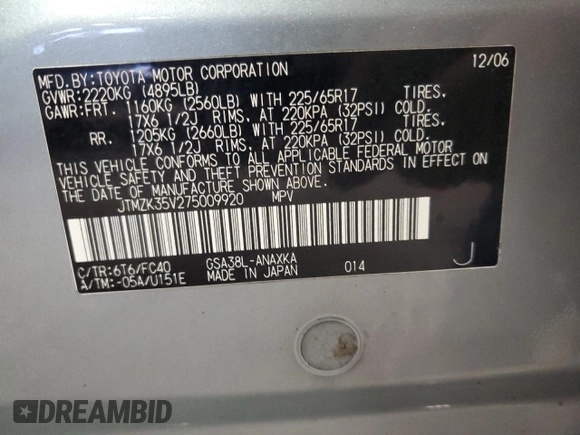 MFD.BY:TOYOTA MOTOR CORPORATION 12/06
GVWR:2220KG (4895LB)
GAWR:FRT. 1160KG (2560LB) WITH 225/65R17 TIRES.
17X6 1/2J RIMS. AT 220KPA (32PSI) COLD.
RR. 1205KG (2660LB) WITH 225/65R17 TIRES.
17X6 1/2J RIMS. AT 220KPA (32PSI) COLD.
THIS VEHICLE CONFORMS TO ALL APPLICABLE FEDERAL MOTOR
VEHICLE SAFETY AND THEFT PREVENTION STANDARDS IN EFFECT
ON THE DATE OF MANUFACTURE SHOWN ABOVE.
JTMZK35V275009920 MPV
C/TR:6T6/FC40 GSA38L-ANAXKA J
A/TM:-05A/U151E MADE IN JAPAN 014
DREAMBID